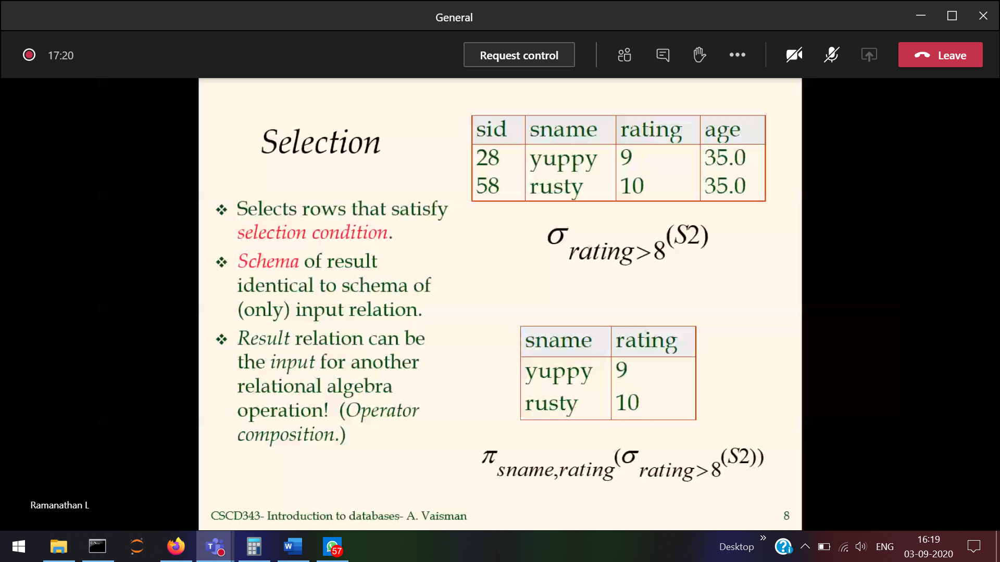 General
17:20
Request control
Leave
Selection
sid sname rating age
28 yuppy 9 35.0
58 rusty 10 35.0
❖ Selects rows that satisfy
selection condition.
❖ Schema of result
identical to schema of
(only) input relation.
❖ Result relation can be
the input for another
relational algebra
operation! (Operator
composition.)
σ rating>8 (S2)
sname rating
yuppy 9
rusty 10
π sname,rating (σ rating>8 (S2))
Ramanathan L
CSCD343- Introduction to databases- A. Vaisman
8
C:\_
T
W
57
Desktop
»
?
i
ENG
16:19
03-09-2020